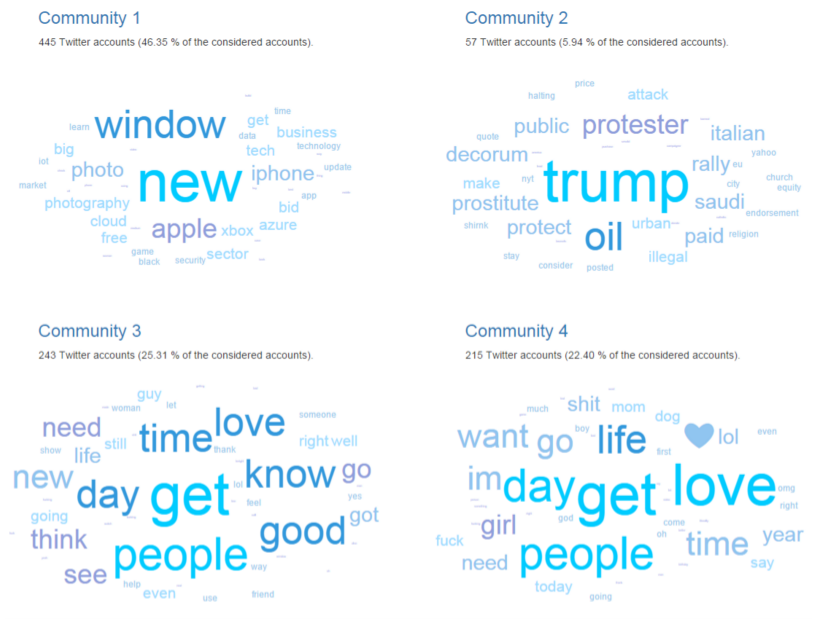 Community 1
445 Twitter accounts (46.35 % of the considered accounts).
time
learn window get
data business
big tech technology
iot photo new iphone update
market
app
photography bid
cloud apple xbox azure
free
game sector
black security
Community 2
57 Twitter accounts (5.94 % of the considered accounts).
price
halting attack
public protester italian
quote
decorum yahoo
rally eu
make nyt trump city church
equity
prostitute saudi
endorsement
shirnk protect oil urban
paid religion
stay illegal
consider posted
Community 3
243 Twitter accounts (25.31 % of the considered accounts).
guy
woman let
need love someone
still time right well
show life thank
new day get lol know go
yes
feel
going good got
think people
way
see
help
even use friend
Community 4
215 Twitter accounts (22.40 % of the considered accounts).
much shit mom
dog
want go boy life lol even
first
im day get love omg
right
girl god
come
fuck people oh time year
need say
today
going